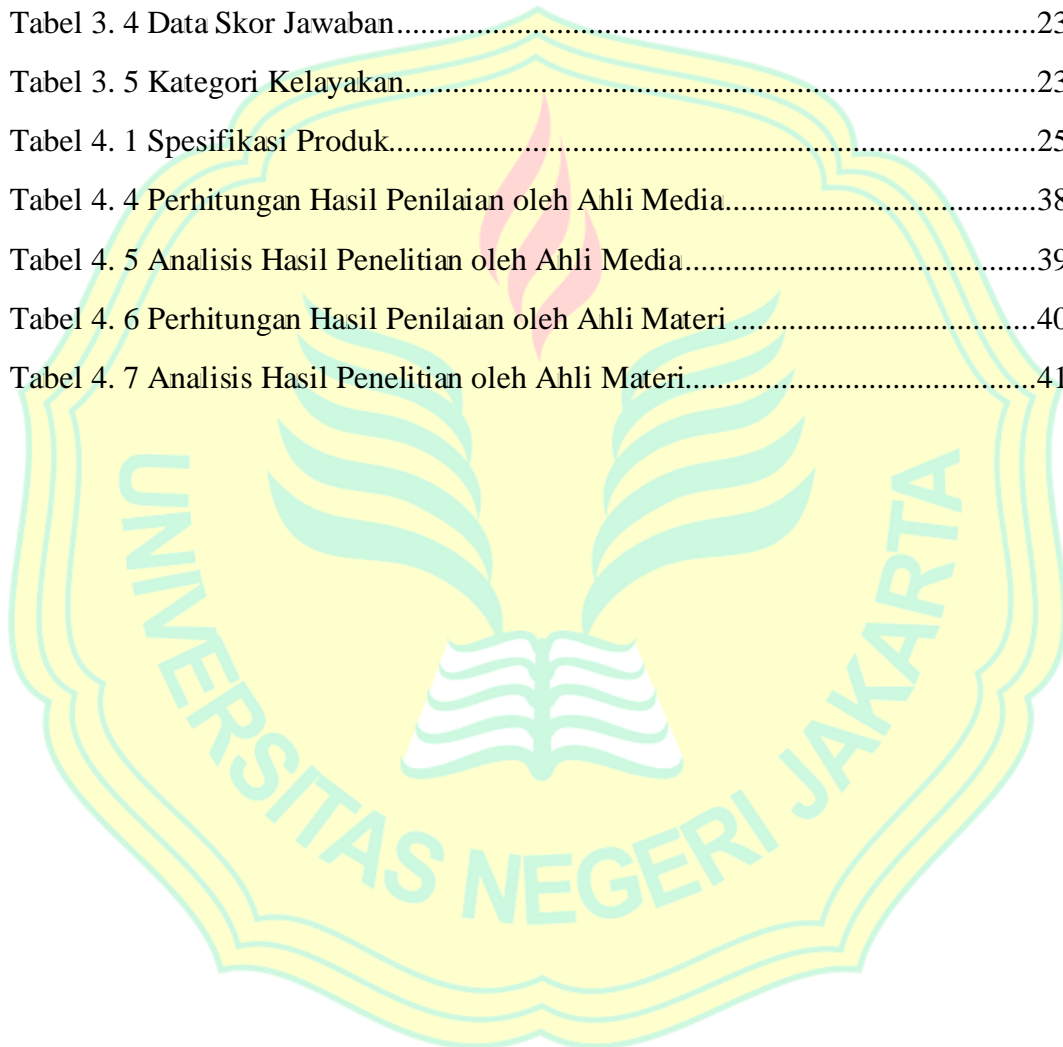 Tabel 3. 4 Data Skor Jawaban.......................................................................................23
Tabel 3. 5 Kategori Kelayakan......................................................................................23
Tabel 4. 1 Spesifikasi Produk........................................................................................25
Tabel 4. 4 Perhitungan Hasil Penilaian oleh Ahli Media...............................................38
Tabel 4. 5 Analisis Hasil Penelitian oleh Ahli Media....................................................39
Tabel 4. 6 Perhitungan Hasil Penilaian oleh Ahli Materi ..............................................40
Tabel 4. 7 Analisis Hasil Penelitian oleh Ahli Materi....................................................41
UNIVERSITAS NEGERI JAKARTA